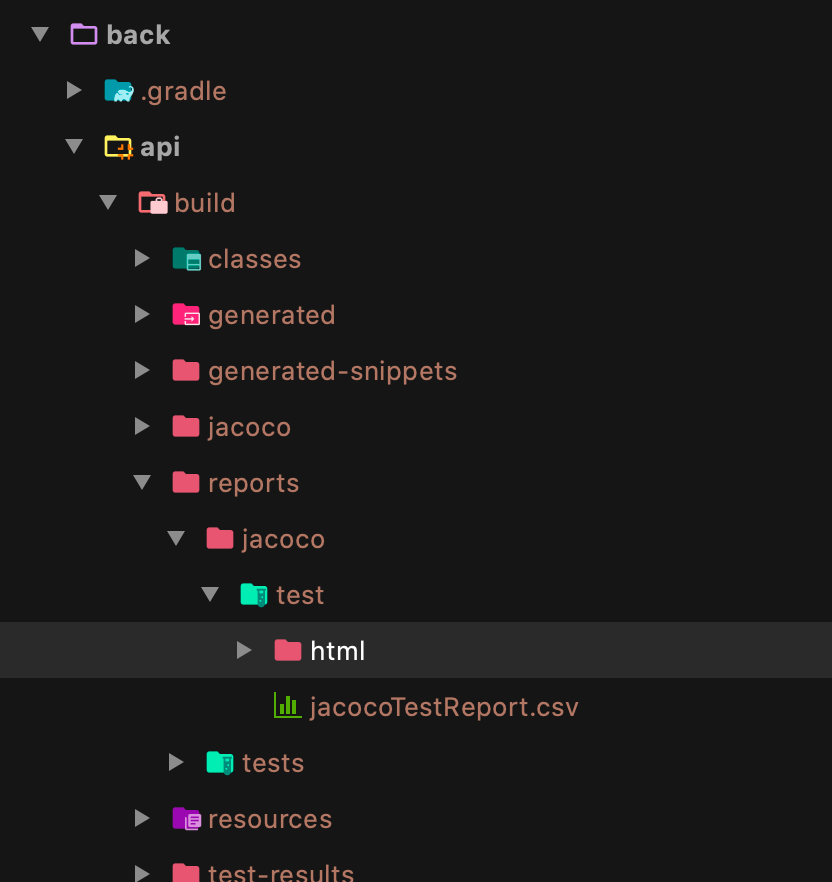 back
.gradle
api
build
classes
generated
generated-snippets
jacoco
reports
jacoco
test
html
jacocoTestReport.csv
tests
resources
test-results